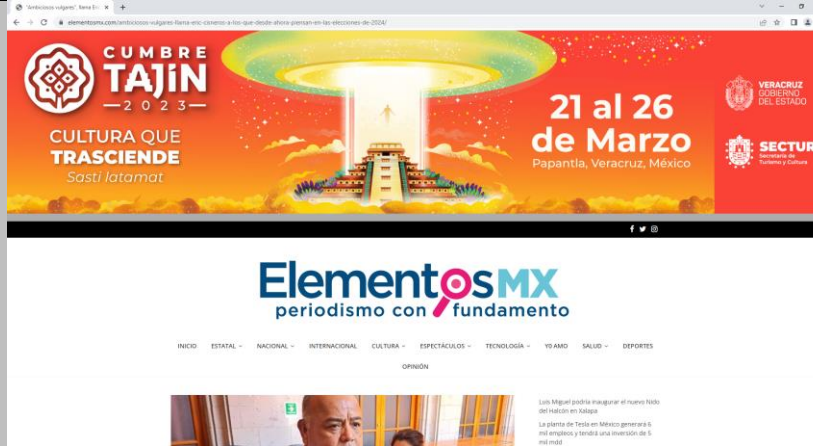 "Ambiciosos vulgares", llama Eric
elementosmx.com/ambiciosos-vulgares-llama-eric-cisneros-a-los-que-desde-ahora-piensan-en-las-elecciones-de-2024/
CUMBRE
TAJÍN
2023
CULTURA QUE
TRASCIENDE
Sasti latamat
21 al 26
de Marzo
Papantla, Veracruz, México
VERACRUZ
GOBIERNO
DEL ESTADO
SECTUR
Secretaría de
Turismo y Cultura
ElementosMX
periodismo con fundamento
INICIO ESTATAL NACIONAL INTERNACIONAL CULTURA ESPECTÁCULOS TECNOLOGÍA YO AMO SALUD DEPORTES
OPINIÓN
Luis Miguel podría inaugurar el nuevo Nido
del Halcón en Xalapa
La planta de Tesla en México generará 6
mil empleos y tendrá una inversión de 5
mil mdd